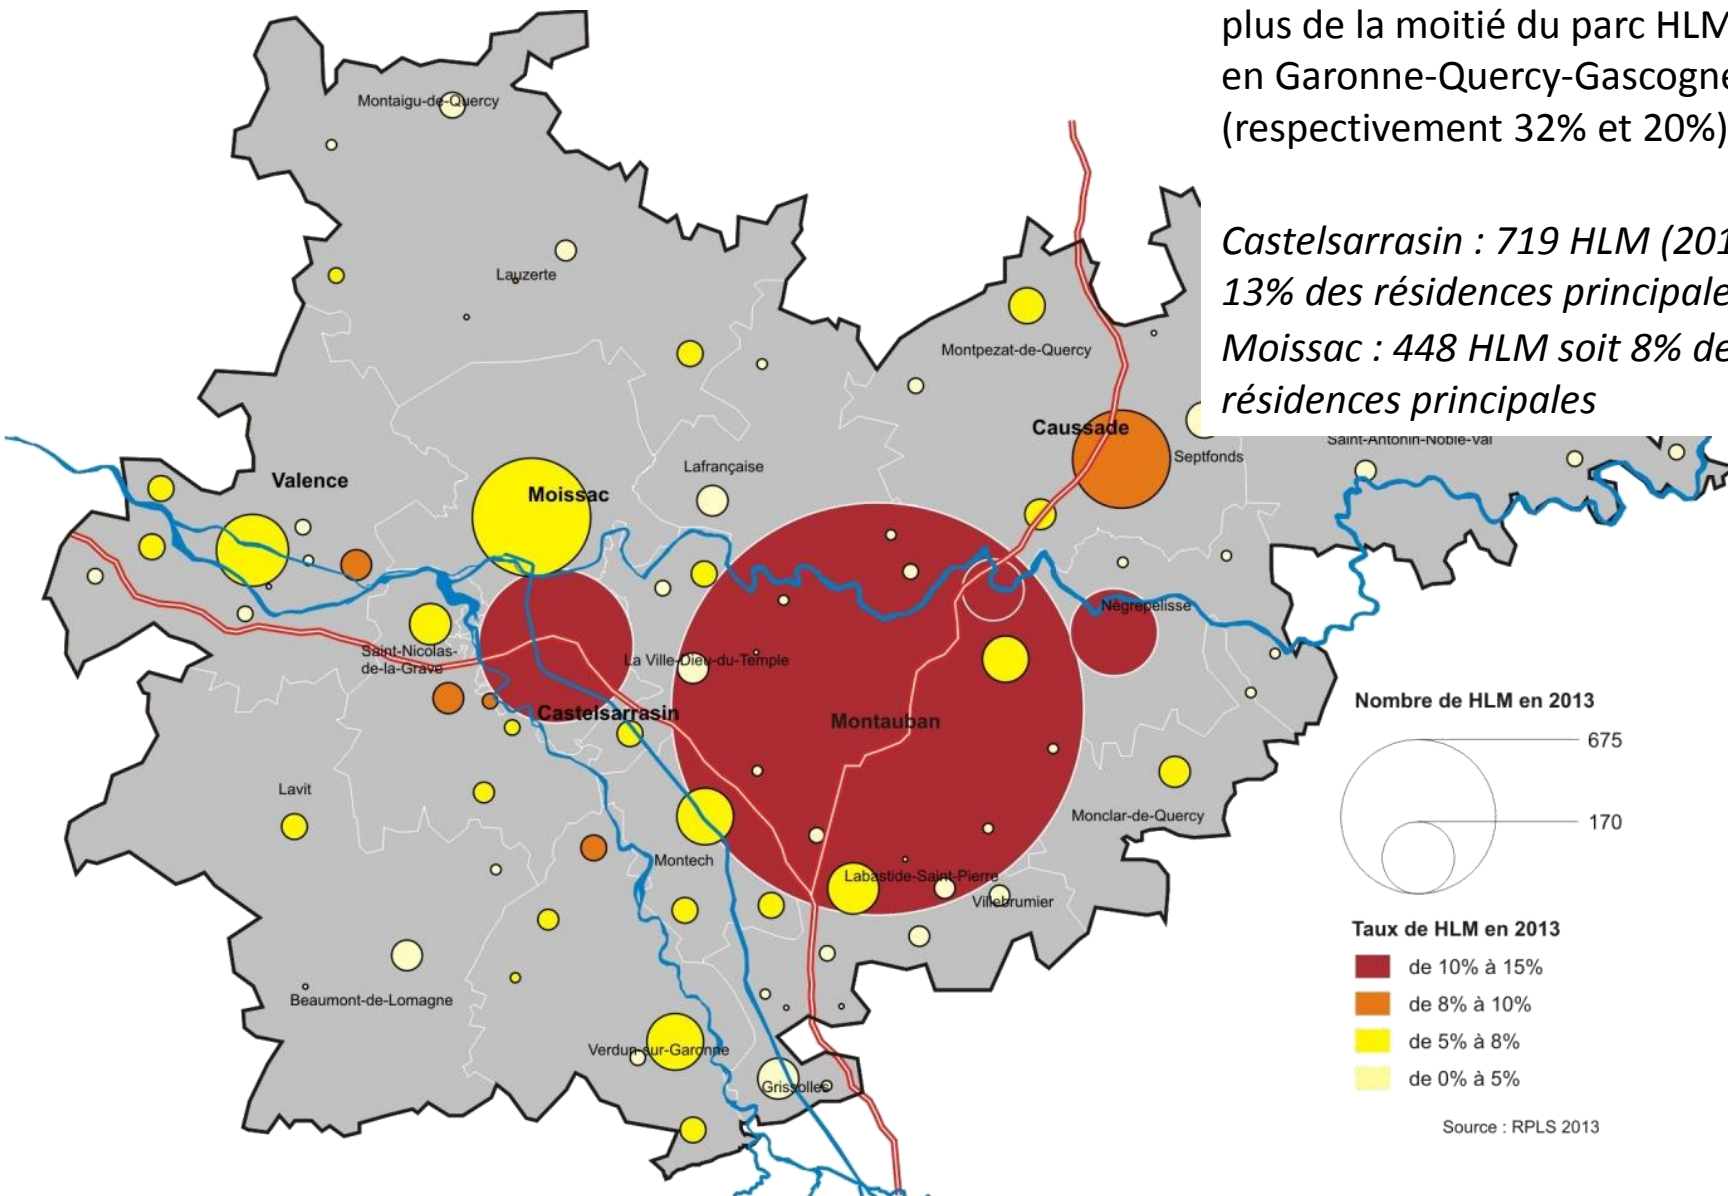 plus de la moitié du parc HLM
en Garonne-Quercy-Gascogne
(respectivement 32% et 20%)
Castelsarrasin : 719 HLM (201
13% des résidences principale
Moissac : 448 HLM soit 8% de
résidences principales
Montaigu-de-Quercy
Lauzerte
Montpezat-de-Quercy
Caussade
Septfonds
Saint-Antonin-Noble-Val
Valence
Moissac
Lafrançaise
Nègrepelisse
Saint-Nicolas-
de-la-Grave
La Ville-Dieu-du-Temple
Castelsarrasin
Montauban
Lavit
Montech
Monclar-de-Quercy
Labastide-Saint-Pierre
Villebrumier
Beaumont-de-Lomagne
Verdun-sur-Garonne
Grissolles
Nombre de HLM en 2013
675
170
Taux de HLM en 2013
de 10% à 15%
de 8% à 10%
de 5% à 8%
de 0% à 5%
Source : RPLS 2013